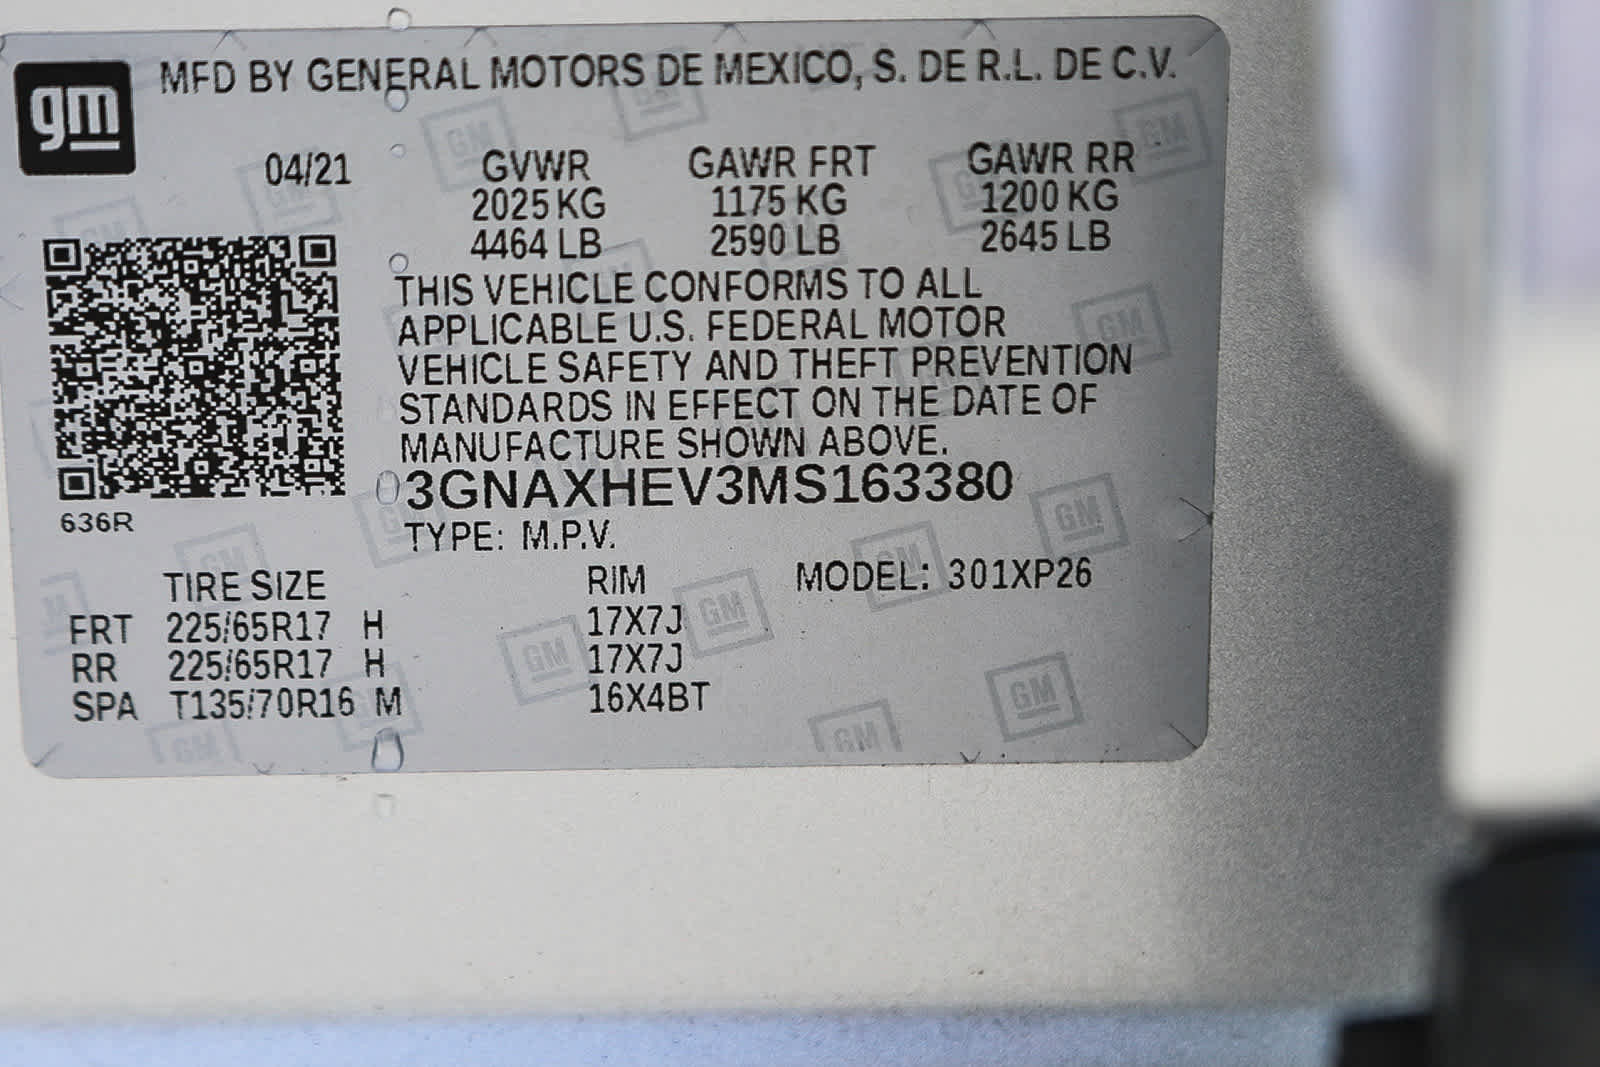 gm
MFD BY GENERAL MOTORS DE MEXICO, S. DE R.L. DE C.V.
04/21 GVWR GAWR FRT GAWR RR
2025 KG 1175 KG 1200 KG
4464 LB 2590 LB 2645 LB
THIS VEHICLE CONFORMS TO ALL
APPLICABLE U.S. FEDERAL MOTOR
VEHICLE SAFETY AND THEFT PREVENTION
STANDARDS IN EFFECT ON THE DATE OF
MANUFACTURE SHOWN ABOVE.
3GNAXHEV3MS163380
636R
TYPE: M.P.V.
TIRE SIZE RIM MODEL: 301XP26
FRT 225/65R17 H 17X7J
RR 225/65R17 H 17X7J
SPA T135/70R16 M 16X4BT